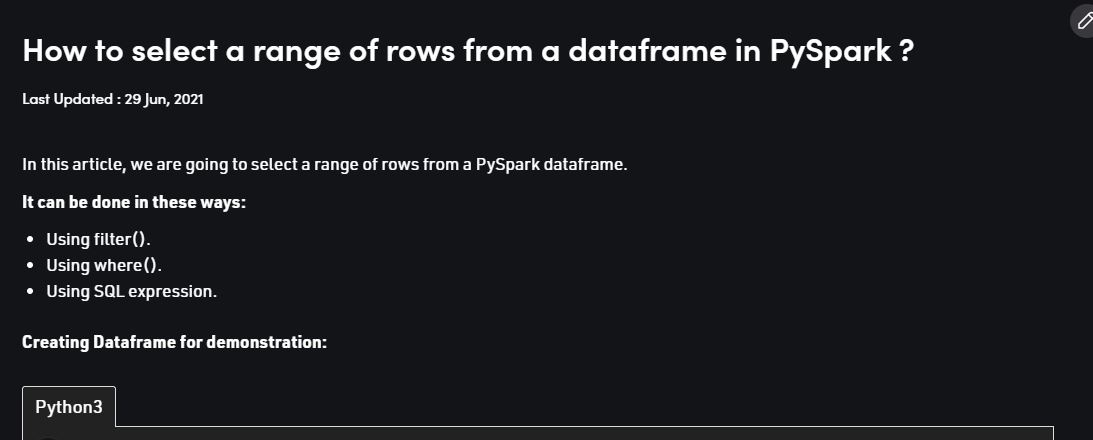 How to select a range of rows from a dataframe in PySpark ?
Last Updated : 29 Jun, 2021
In this article, we are going to select a range of rows from a PySpark dataframe.
It can be done in these ways:
• Using filter().
• Using where().
• Using SQL expression.
Creating Dataframe for demonstration:
Python3